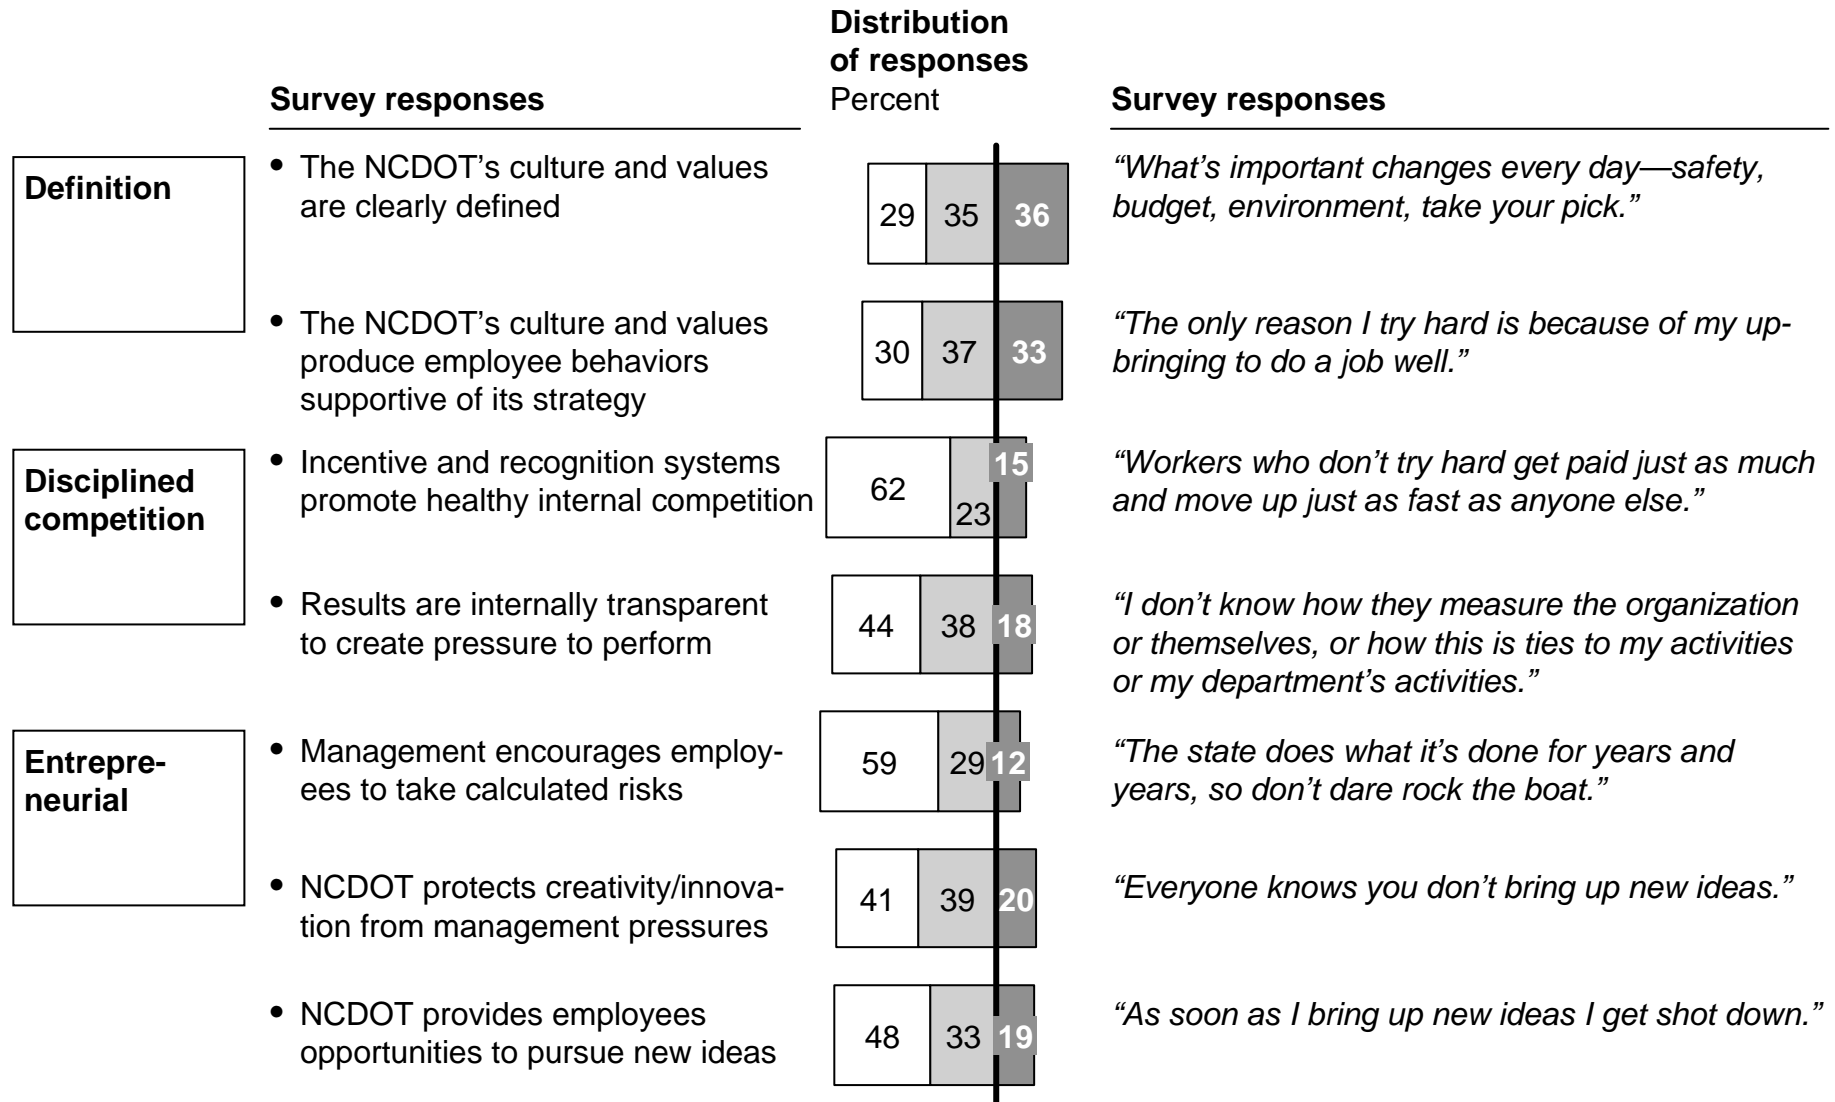 Distribution
of responses
Survey responses
Percent
Survey responses
Definition
• The NCDOT’s culture and values
are clearly defined
29 35 36
“What’s important changes every day—safety,
budget, environment, take your pick.”
• The NCDOT’s culture and values
produce employee behaviors
supportive of its strategy
30 37 33
“The only reason I try hard is because of my up-
bringing to do a job well.”
Disciplined
competition
• Incentive and recognition systems
promote healthy internal competition
62 23 15
“Workers who don’t try hard get paid just as much
and move up just as fast as anyone else.”
• Results are internally transparent
to create pressure to perform
44 38 18
“I don’t know how they measure the organization
or themselves, or how this is ties to my activities
or my department’s activities.”
Entrepre-
neurial
• Management encourages employ-
ees to take calculated risks
59 29 12
“The state does what it’s done for years and
years, so don’t dare rock the boat.”
• NCDOT protects creativity/innova-
tion from management pressures
41 39 20
“Everyone knows you don’t bring up new ideas.”
• NCDOT provides employees
opportunities to pursue new ideas
48 33 19
“As soon as I bring up new ideas I get shot down.”